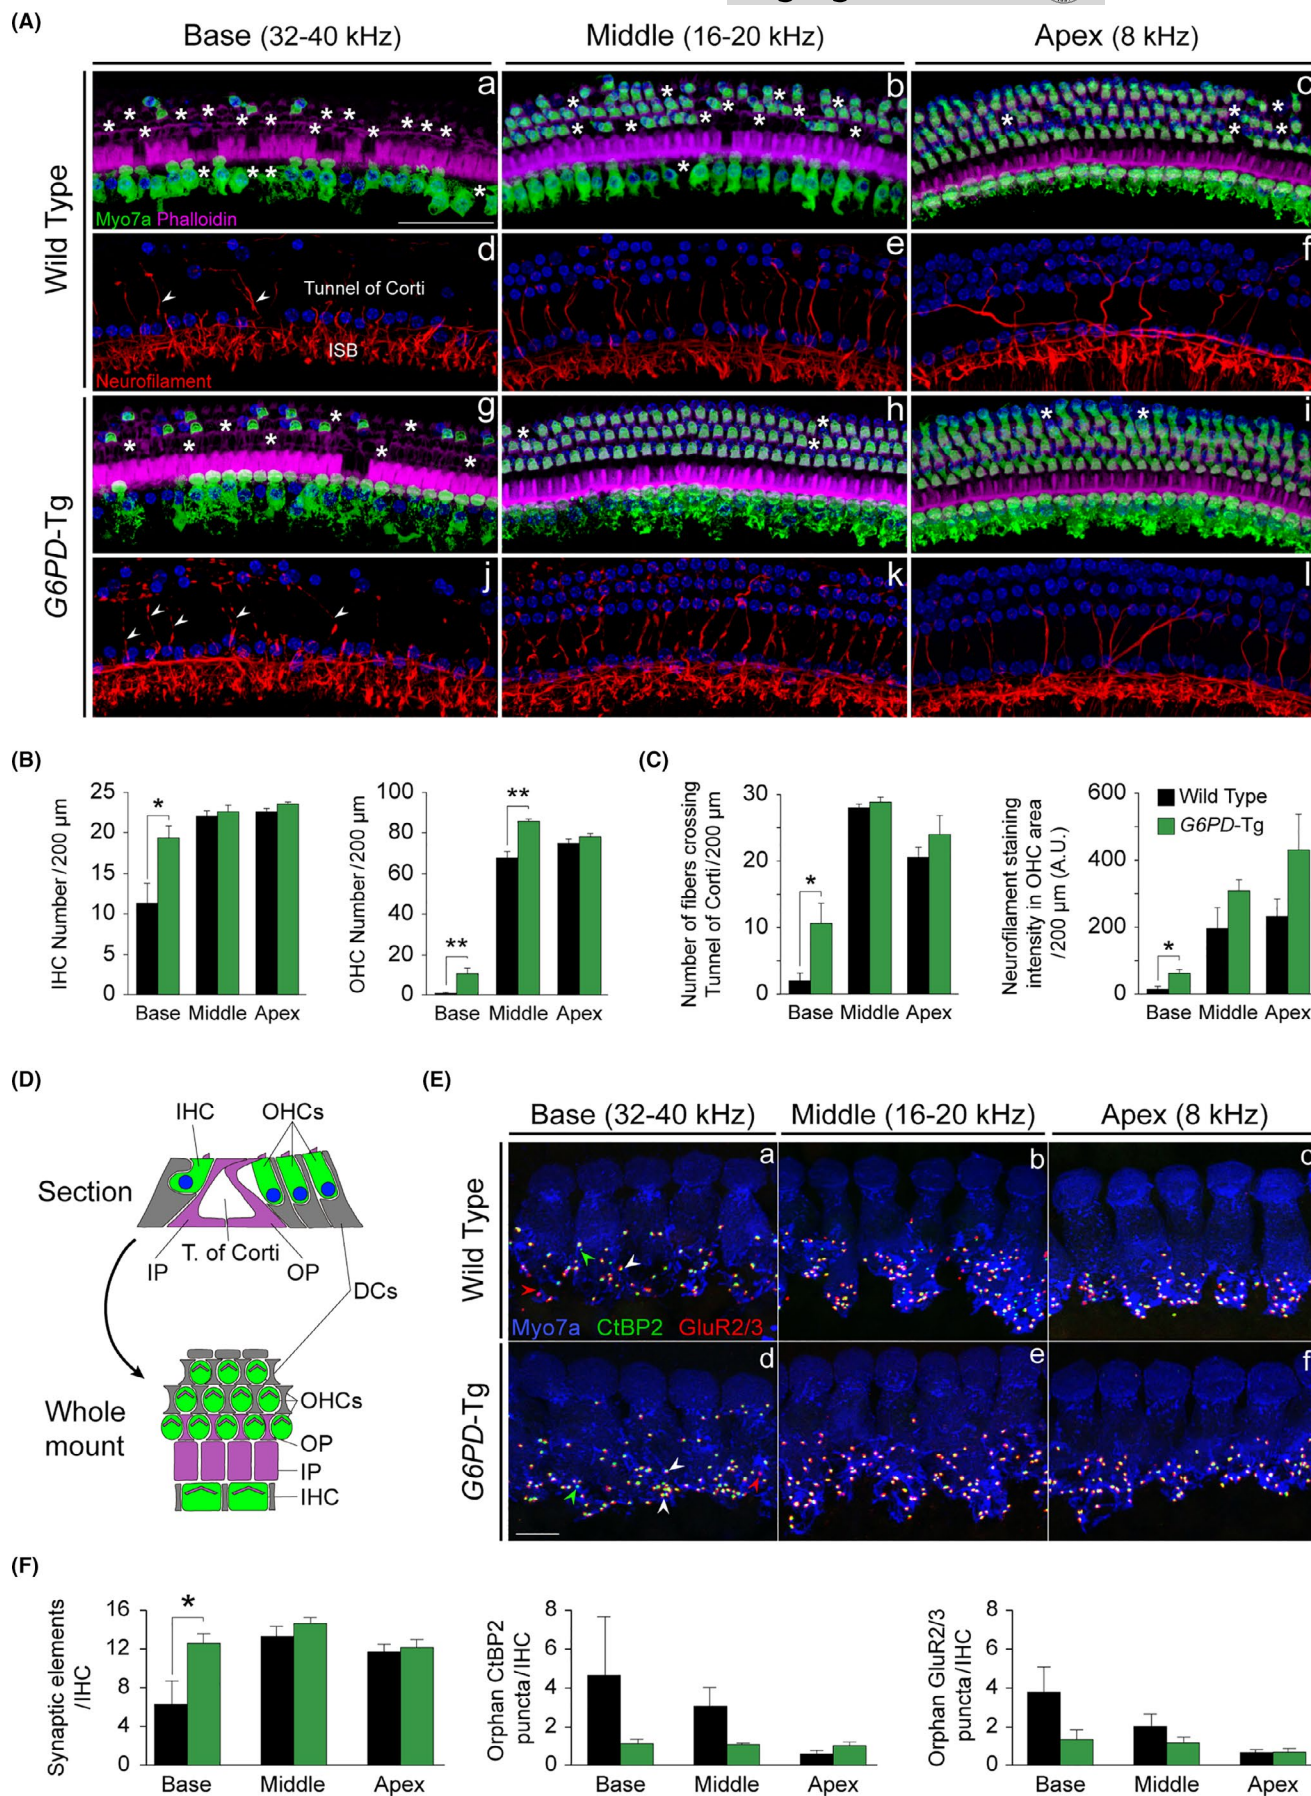 (A)
Base (32-40 kHz)
Middle (16-20 kHz)
Apex (8 kHz)
Wild Type
a
b
c
Myo7a Phalloidin
d
e
f
Tunnel of Corti
ISB
Neurofilament
G6PD-Tg
g
h
i
j
k
l
(B)
IHC Number/200 μm
25
20
15
10
5
0
*
Base Middle Apex
OHC Number/200 μm
100
80
60
40
20
0
**
**
Base Middle Apex
(C)
Number of fibers crossing
Tunnel of Corti/200 μm
30
20
10
0
*
Base Middle Apex
Neurofilament staining
intensity in OHC area
/200 μm (A.U.)
600
400
200
0
*
Wild Type
G6PD-Tg
Base Middle Apex
(D)
IHC
OHCs
Section
T. of Corti
IP
OP
DCs
Whole
mount
OHCs
OP
IP
IHC
(E)
Base (32-40 kHz)
Middle (16-20 kHz)
Apex (8 kHz)
Wild Type
a
b
Myo7a CtBP2 GluR2/3
G6PD-Tg
d
e
f
(F)
Synaptic elements
/IHC
16
12
8
4
0
*
Base Middle Apex
Orphan CtBP2
puncta/IHC
8
6
4
2
0
Base Middle Apex
Orphan GluR2/3
puncta/IHC
8
6
4
2
0
Base Middle Apex